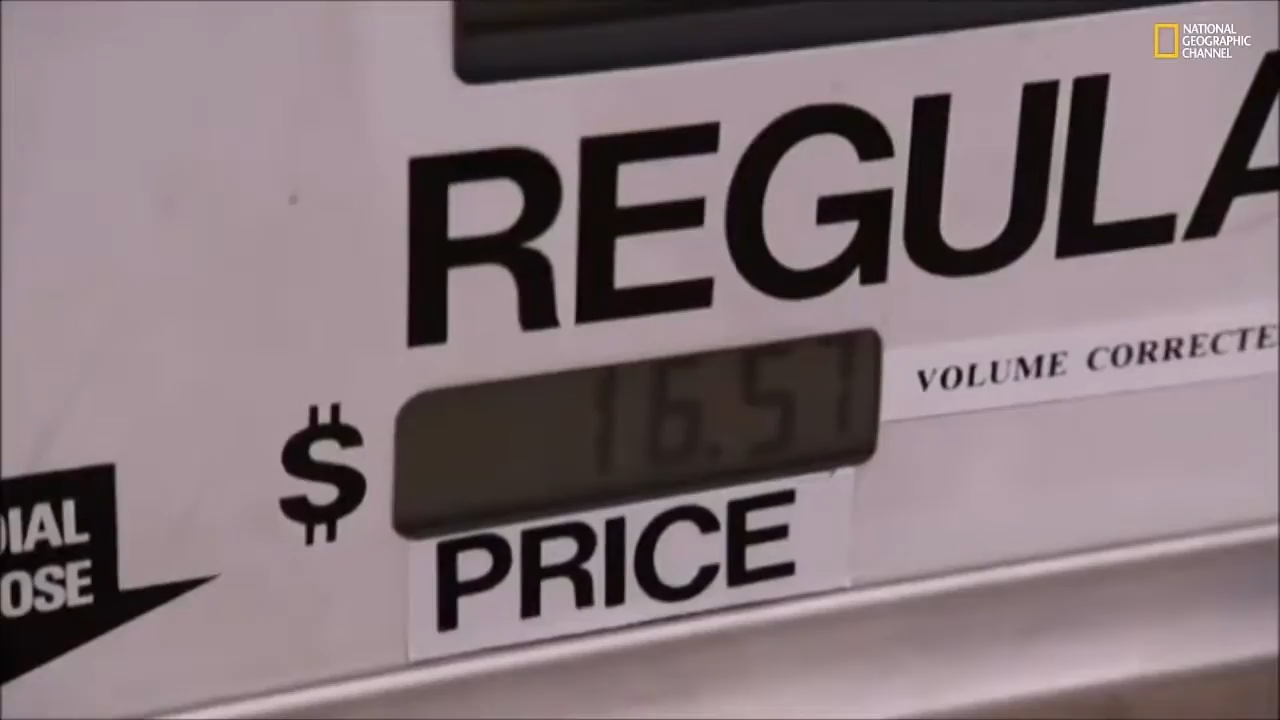 NATIONAL
GEOGRAPHIC
CHANNEL
REGULA
VOLUME CORRECTE
$ 16.57
PRICE
DIAL
OSE